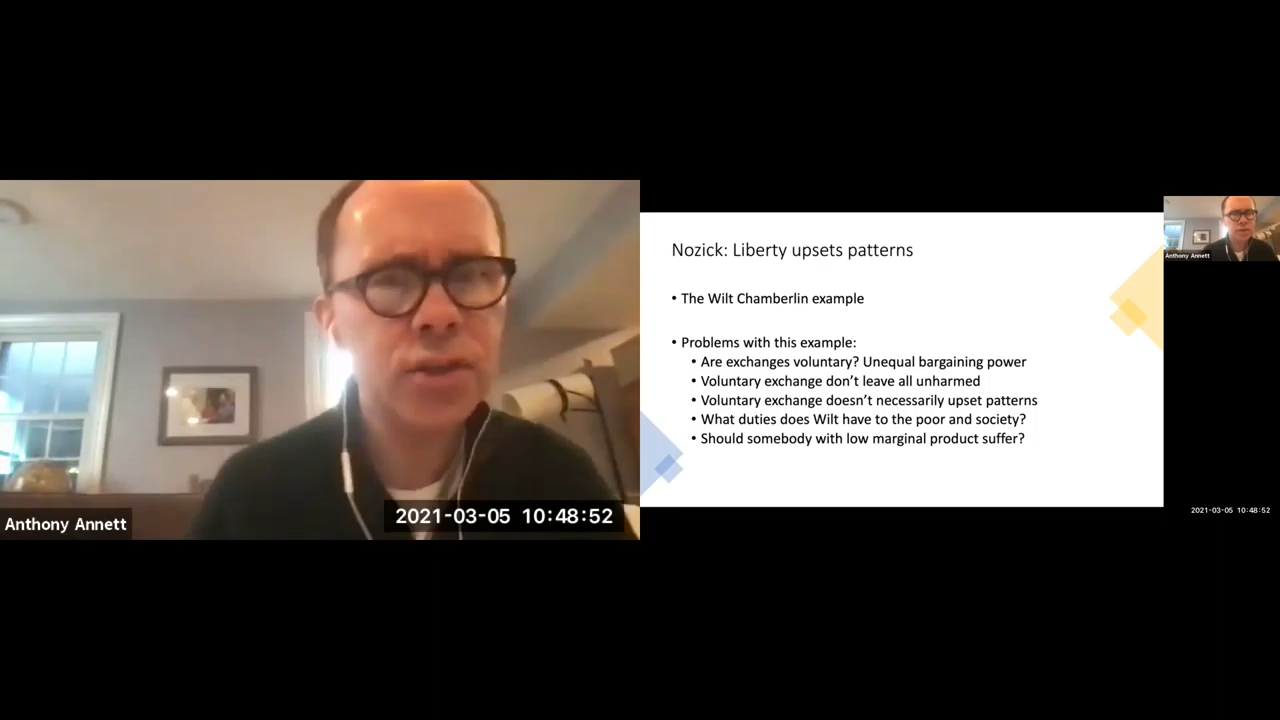 Nozick: Liberty upsets patterns
• The Wilt Chamberlin example
• Problems with this example:
• Are exchanges voluntary? Unequal bargaining power
• Voluntary exchange don't leave all unharmed
• Voluntary exchange doesn't necessarily upset patterns
• What duties does Wilt have to the poor and society?
• Should somebody with low marginal product suffer?
Anthony Annett
2021-03-05 10:48:52
Anthony Annett
2021-03-05 10:48:52